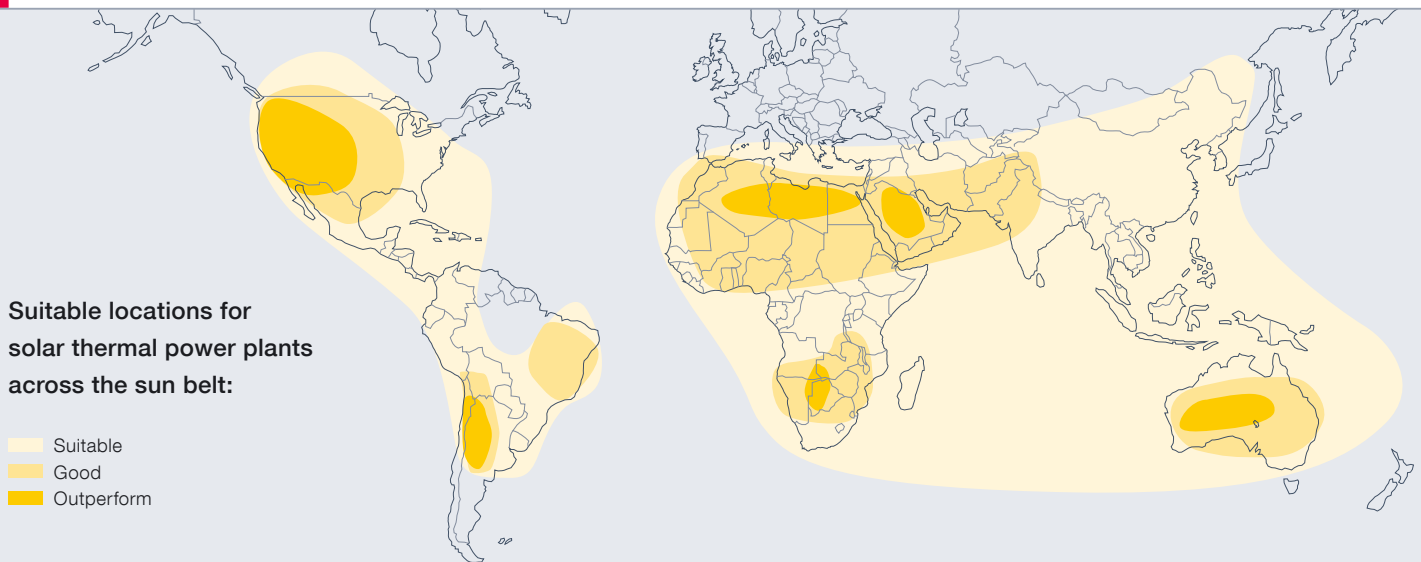 Suitable locations for
solar thermal power plants
across the sun belt:
Suitable
Good
Outperform